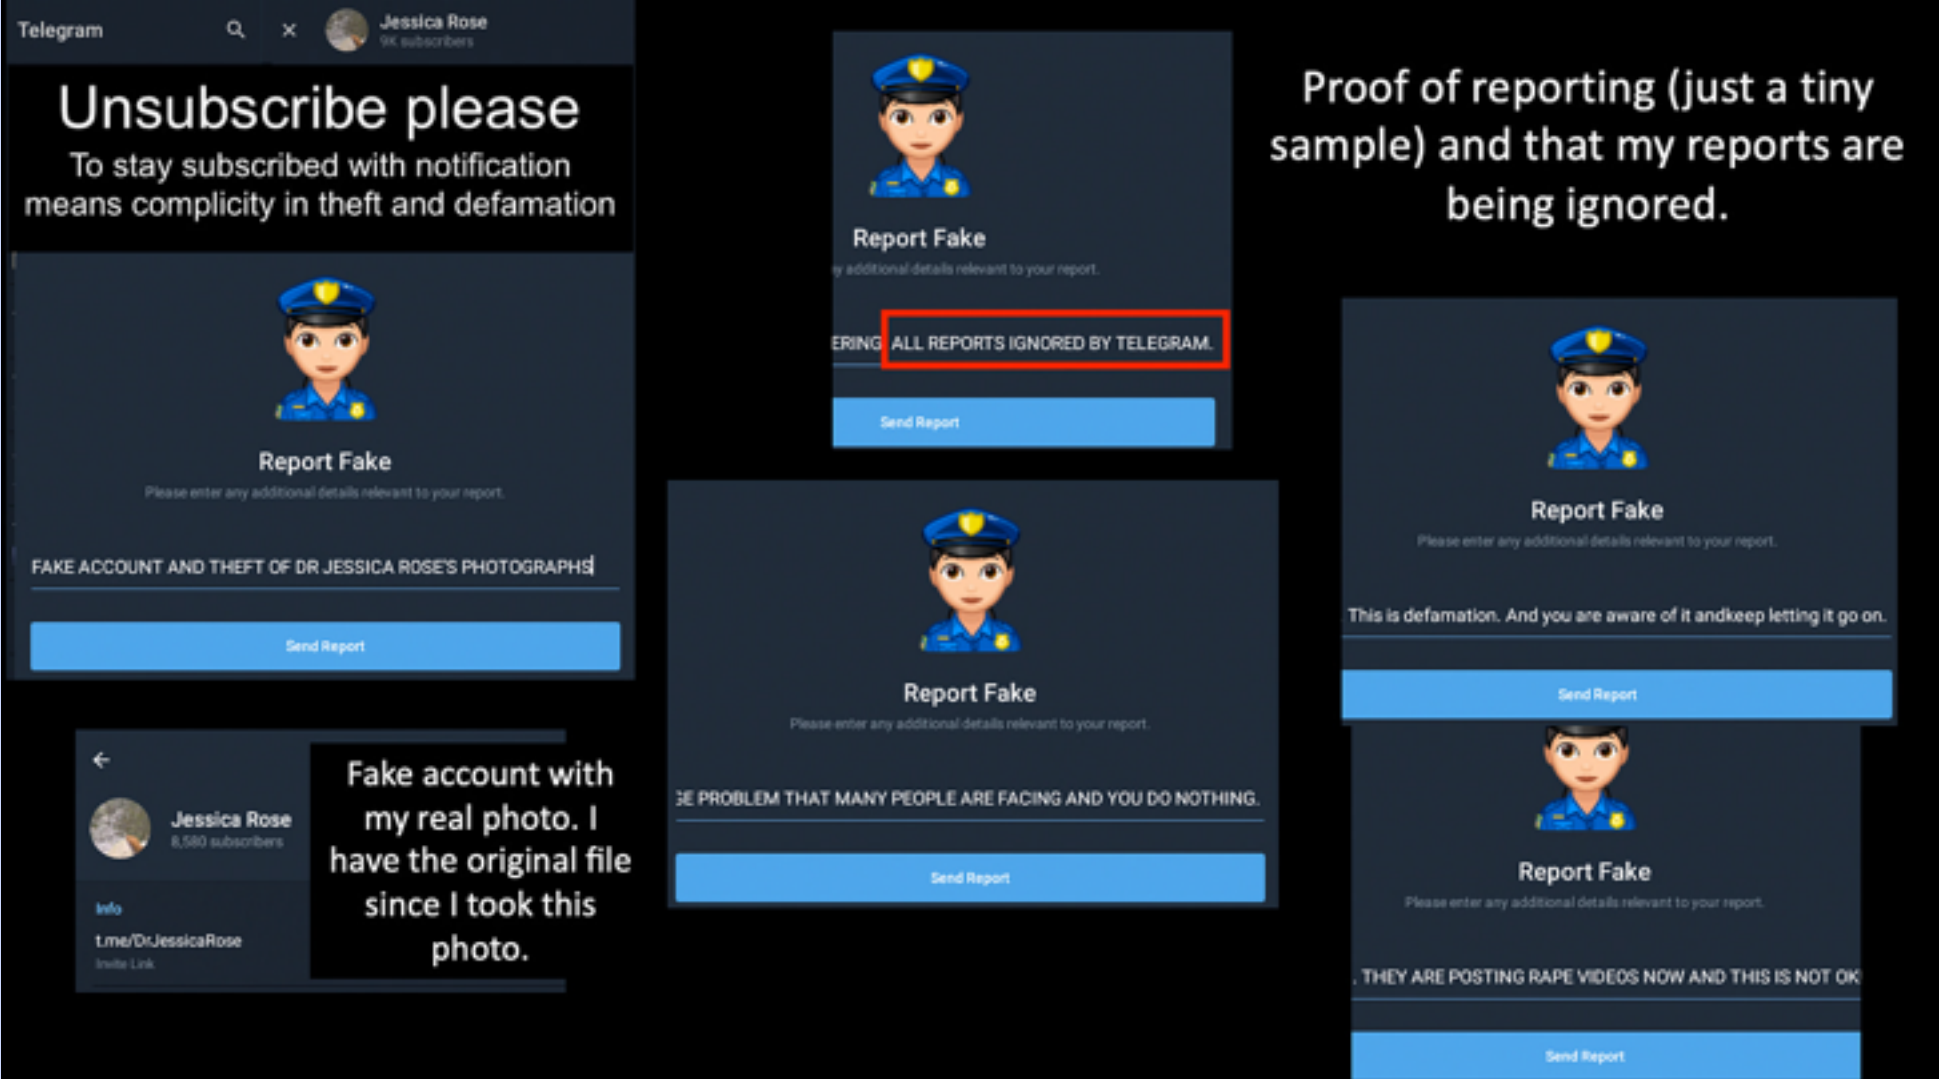 Telegram
Jessica Rose
9K subscribers
Unsubscribe please
To stay subscribed with notification
means complicity in theft and defamation
Report Fake
Please enter any additional details relevant to your report.
FAKE ACCOUNT AND THEFT OF DR JESSICA ROSE'S PHOTOGRAPHS
Send Report
Jessica Rose
8,580 subscribers
Info
t.me/DrJessicaRose
Invite Link
Fake account with
my real photo. I
have the original file
since I took this
photo.
Report Fake
y additional details relevant to your report.
ERING ALL REPORTS IGNORED BY TELEGRAM.
Send Report
Report Fake
Please enter any additional details relevant to your report.
GE PROBLEM THAT MANY PEOPLE ARE FACING AND YOU DO NOTHING.
Send Report
Proof of reporting (just a tiny
sample) and that my reports are
being ignored.
Report Fake
Please enter any additional details relevant to your report.
This is defamation. And you are aware of it andkeep letting it go on.
Send Report
Report Fake
Please enter any additional details relevant to your report.
. THEY ARE POSTING RAPE VIDEOS NOW AND THIS IS NOT OK
Send Report